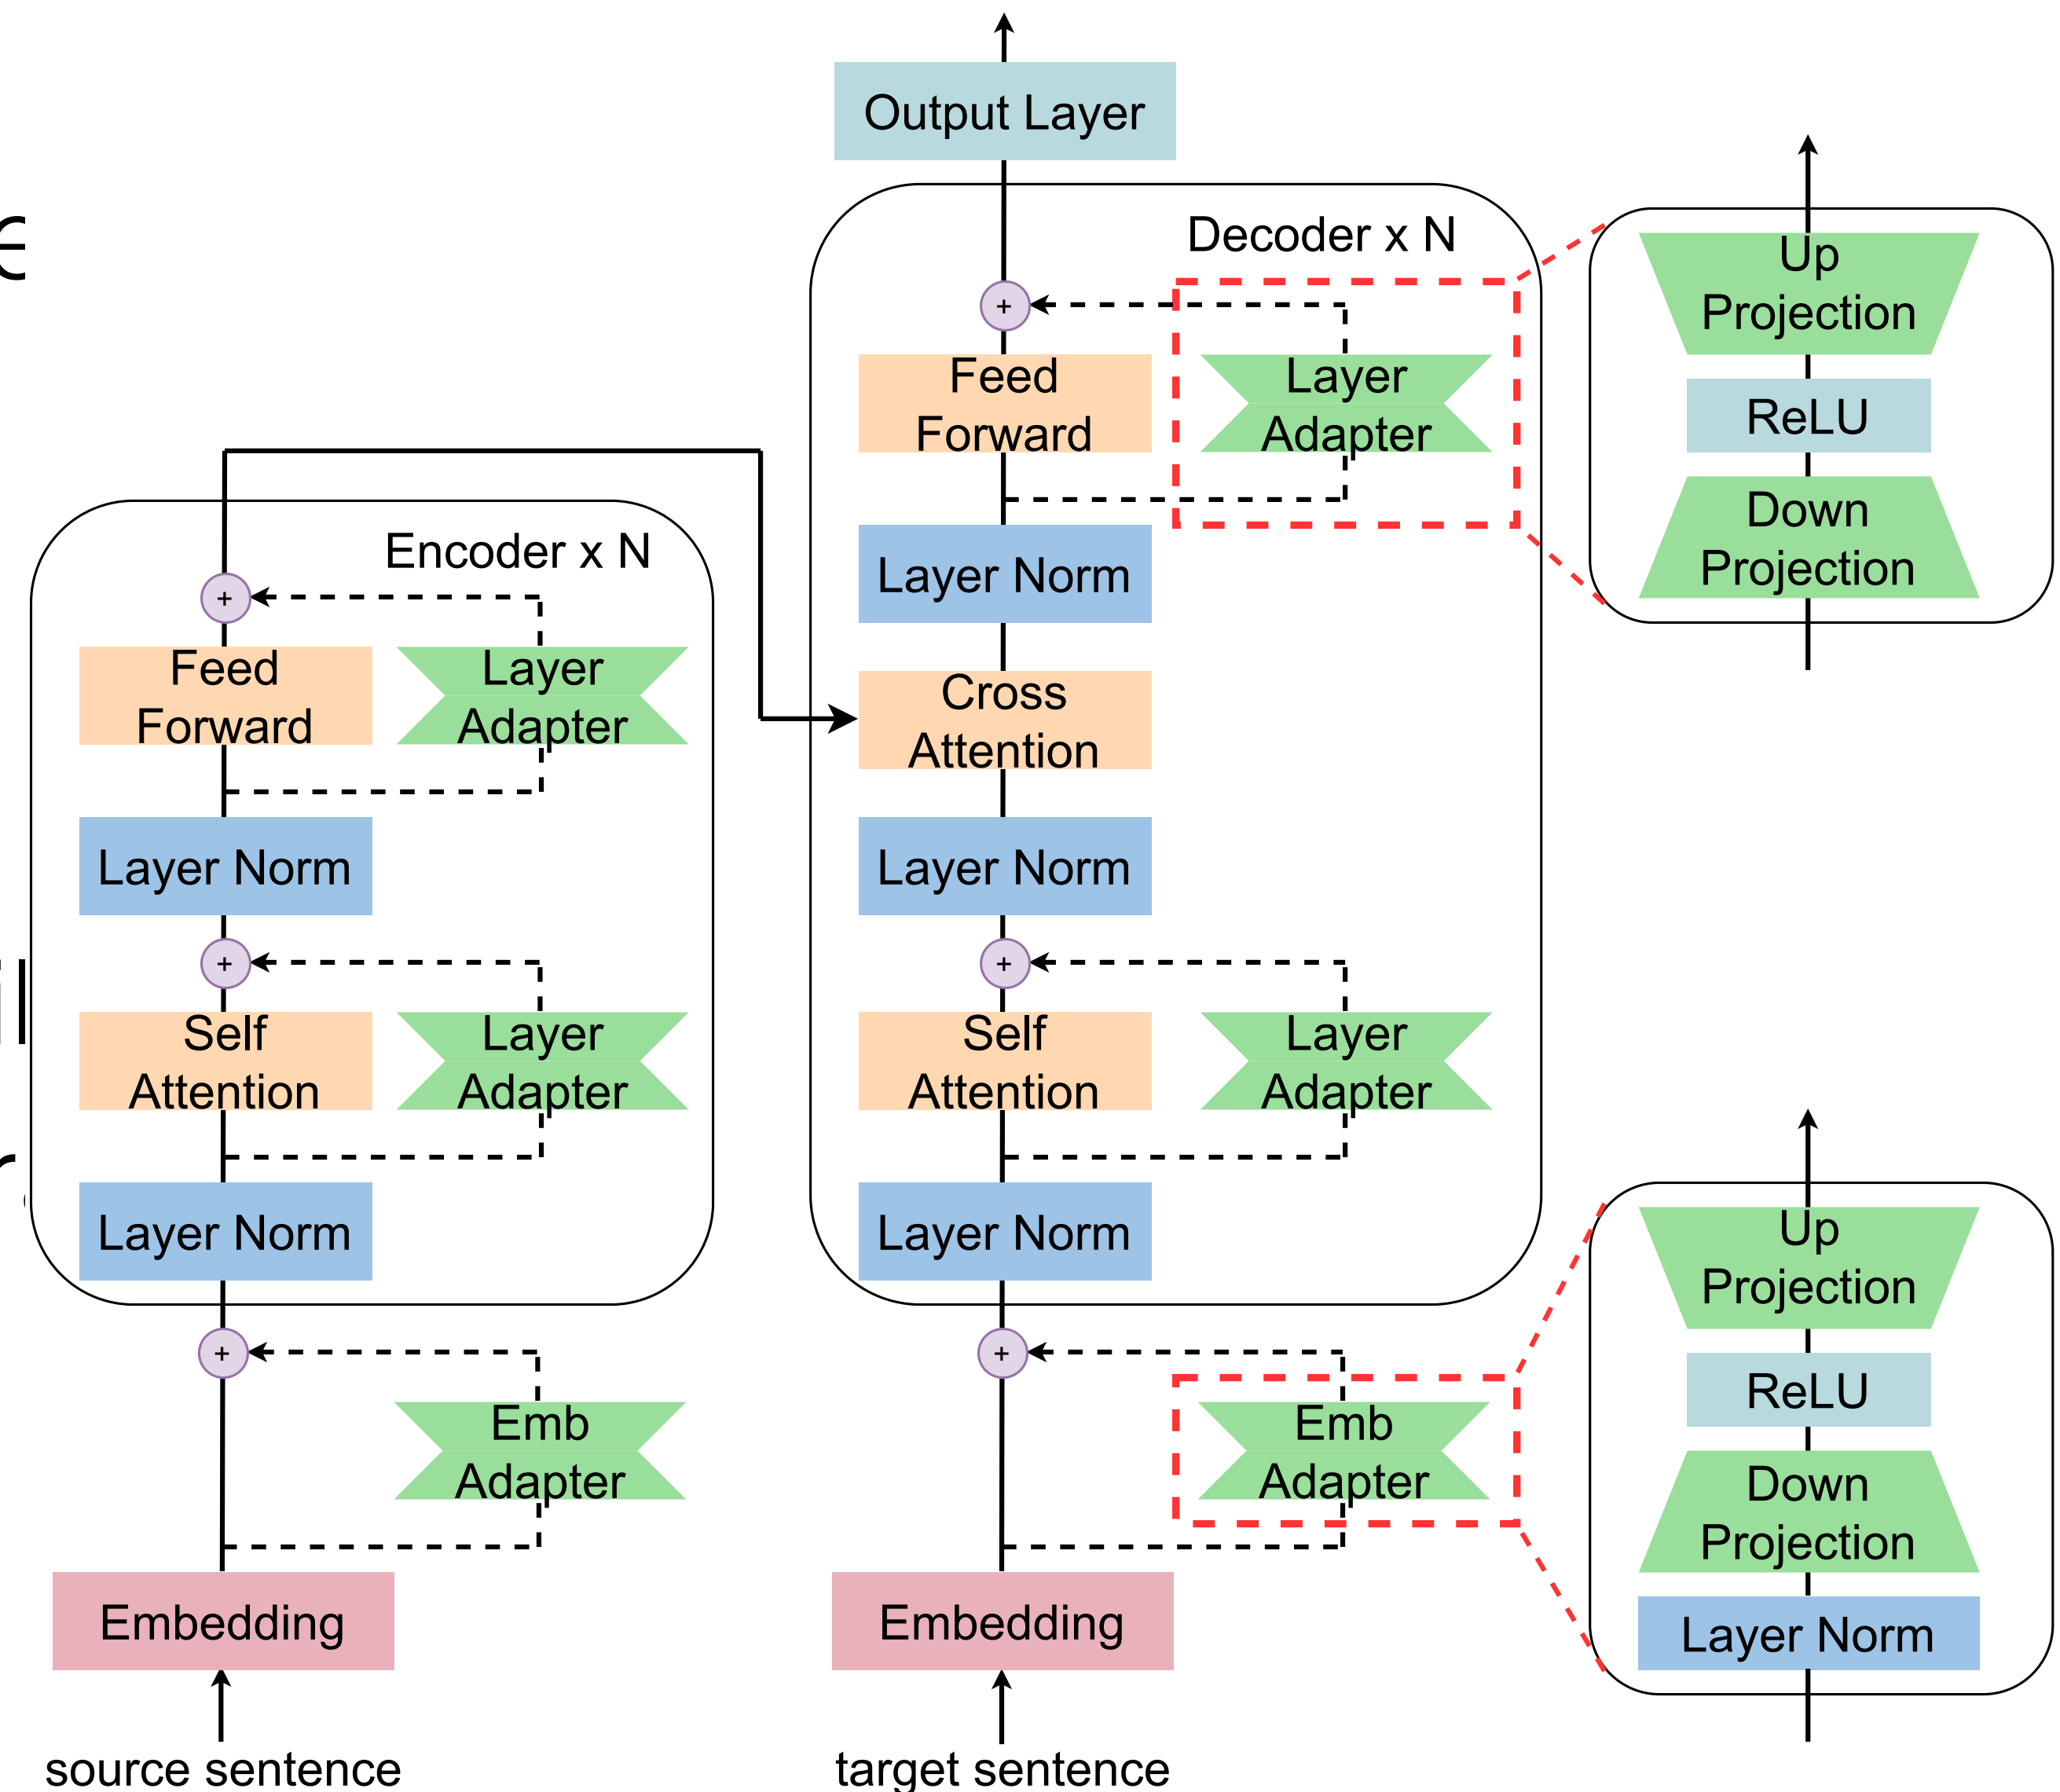 Output Layer
Decoder x N
+
Feed
Forward
Layer
Adapter
Layer Norm
Cross
Attention
Layer Norm
+
Self
Attention
Layer
Adapter
Layer Norm
+
Emb
Adapter
Embedding
target sentence
Encoder x N
+
Feed
Forward
Layer
Adapter
Layer Norm
+
Self
Attention
Layer
Adapter
Layer Norm
+
Emb
Adapter
Embedding
source sentence
Up
Projection
ReLU
Down
Projection
Up
Projection
ReLU
Down
Projection
Layer Norm